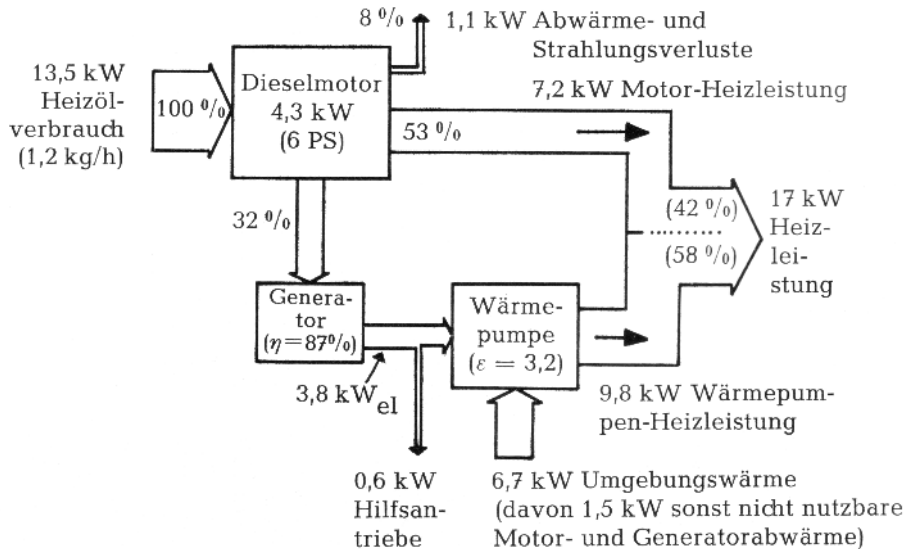 8 %
1,1 kW Abwärme- und
Strahlungsverluste
13,5 kW
Heizöl-
verbrauch
(1,2 kg/h)
100 %
Dieselmotor
4,3 kW
(6 PS)
7,2 kW Motor-Heizleistung
53 %
32 %
(42 %)
(58 %)
17 kW
Heiz-
lei-
stung
Genera-
tor
(η=87%)
Wärme-
pumpe
(ε = 3,2)
3,8 kWel
9,8 kW Wärmepum-
pen-Heizleistung
0,6 kW
Hilfsan-
triebe
6,7 kW Umgebungswärme
(davon 1,5 kW sonst nicht nutzbare
Motor- und Generatorabwärme)